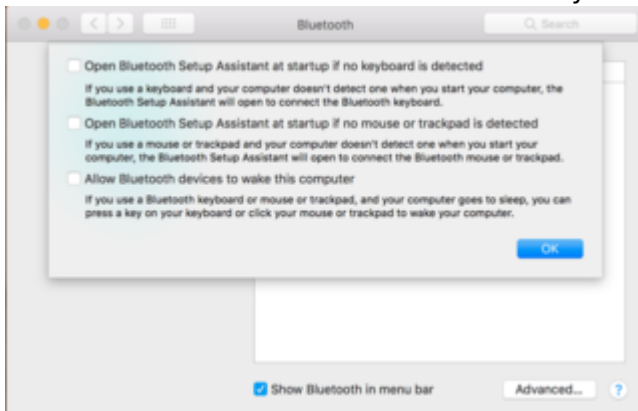 Bluetooth
Search
Open Bluetooth Setup Assistant at startup if no keyboard is detected
If you use a keyboard and your computer doesn't detect one when you start your computer, the
Bluetooth Setup Assistant will open to connect the Bluetooth keyboard.
Open Bluetooth Setup Assistant at startup if no mouse or trackpad is detected
If you use a mouse or trackpad and your computer doesn't detect one when you start your
computer, the Bluetooth Setup Assistant will open to connect the Bluetooth mouse or trackpad.
Allow Bluetooth devices to wake this computer
If you use a Bluetooth keyboard or mouse or trackpad, and your computer goes to sleep, you can
press a key on your keyboard or click your mouse or trackpad to wake your computer.
OK
Show Bluetooth in menu bar
Advanced...
?